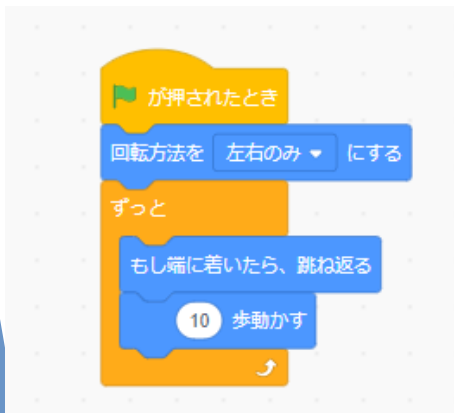 が押されたとき
回転方法を 左右のみ にする
ずっと
もし端に着いたら、跳ね返る
10 歩動かす